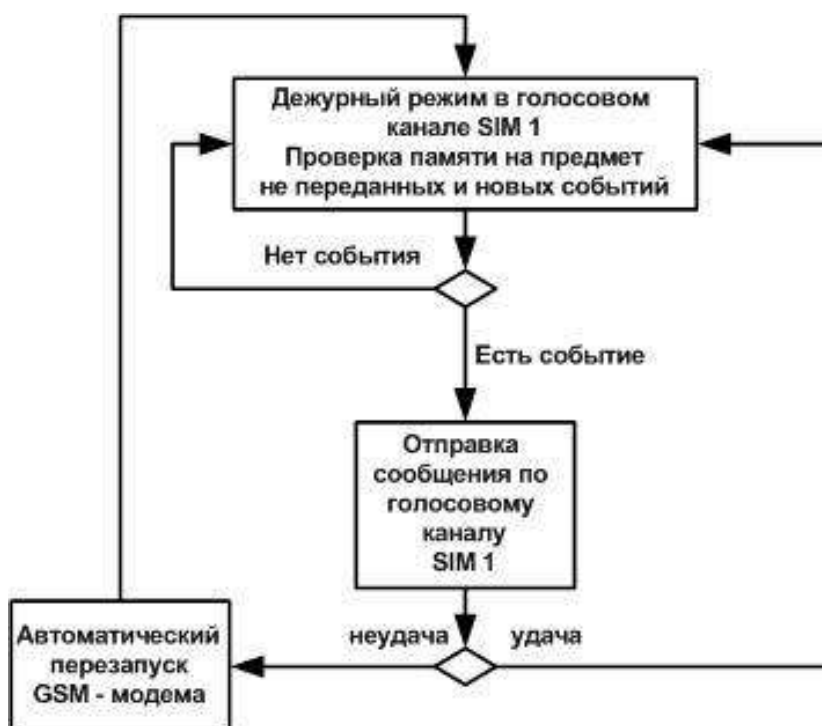 Дежурный режим в голосовом
канале SIM 1
Проверка памяти на предмет
не переданных и новых событий
Нет события
Есть событие
Отправка
сообщения по
голосовому
каналу
SIM 1
неудача
удача
Автоматический
перезапуск
GSM - модема